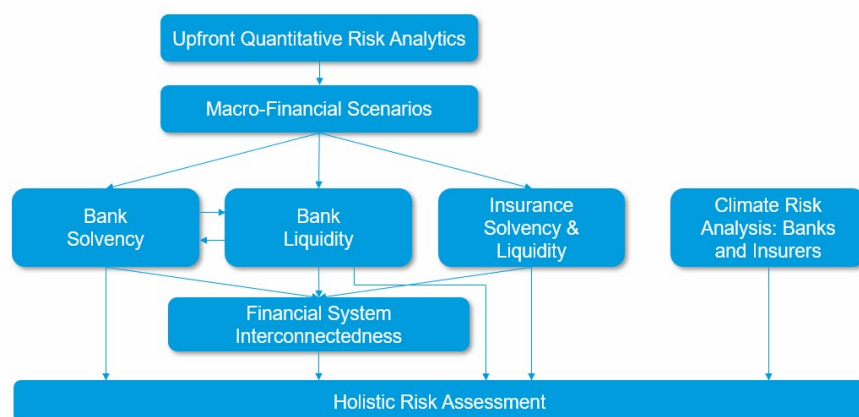 Upfront Quantitative Risk Analytics
Macro-Financial Scenarios
Bank
Solvency
Bank
Liquidity
Insurance
Solvency &
Liquidity
Climate Risk
Analysis: Banks
and Insurers
Financial System
Interconnectedness
Holistic Risk Assessment